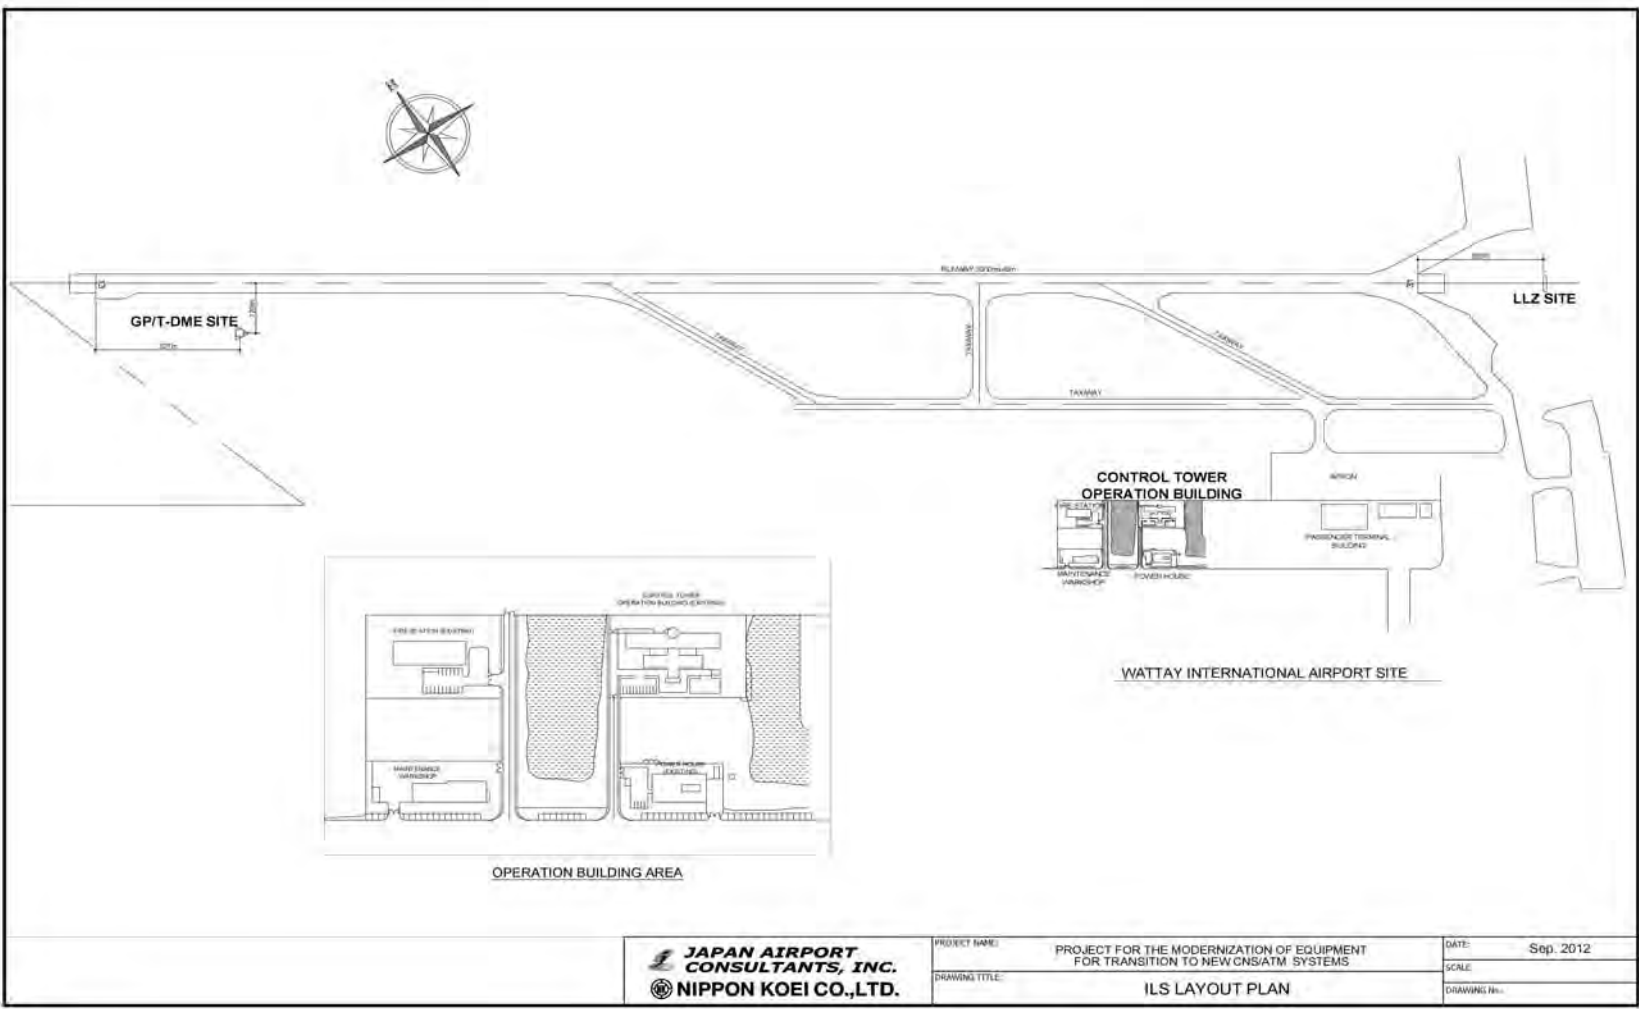 N
RUNWAY 3000mx45m
LLZ SITE
GP/T-DME SITE
120m
TAXIWAY
TAXIWAY
TAXIWAY
TAXIWAY
CONTROL TOWER
OPERATION BUILDING
FIRE STATION
APRON
PASSENGER TERMINAL
BUILDING
MAINTENANCE
WORKSHOP
POWER HOUSE
WATTAY INTERNATIONAL AIRPORT SITE
CONTROL TOWER
OPERATION BUILDING (EXISTING)
FIRE STATION (EXISTING)
MAINTENANCE
WORKSHOP
POWER HOUSE
(EXISTING)
OPERATION BUILDING AREA
JAPAN AIRPORT
CONSULTANTS, INC.
NIPPON KOEI CO.,LTD.
PROJECT NAME:
PROJECT FOR THE MODERNIZATION OF EQUIPMENT
FOR TRANSITION TO NEW CNS/ATM SYSTEMS
DRAWING TITLE:
ILS LAYOUT PLAN
DATE:
Sep. 2012
SCALE:
DRAWING No.: